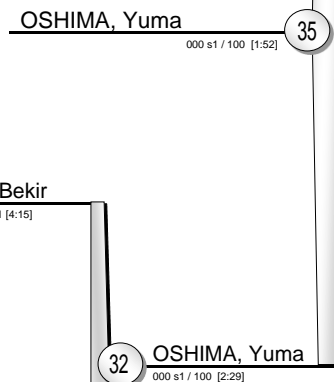 OSHIMA, Yuma
35
000 s1 / 100 [1:52]
Bekir
[4:15]
OSHIMA, Yuma
32
000 s1 / 100 [2:29]